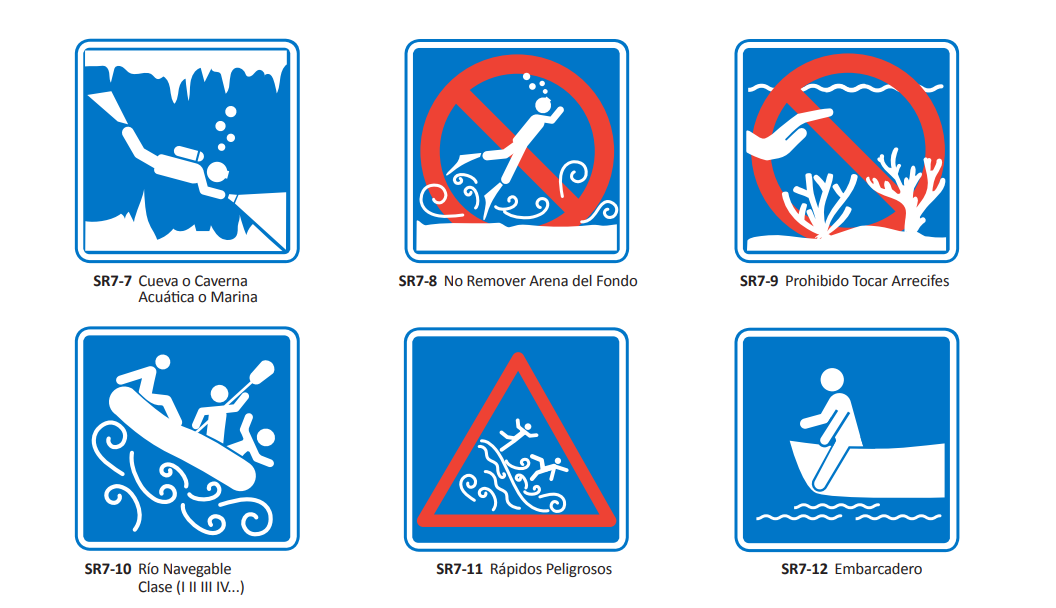 SR7-7 Cueva o Caverna
Acuática o Marina
SR7-8 No Remover Arena del Fondo
SR7-9 Prohibido Tocar Arrecifes
SR7-10 Río Navegable
Clase (I II III IV...)
SR7-11 Rápidos Peligrosos
SR7-12 Embarcadero